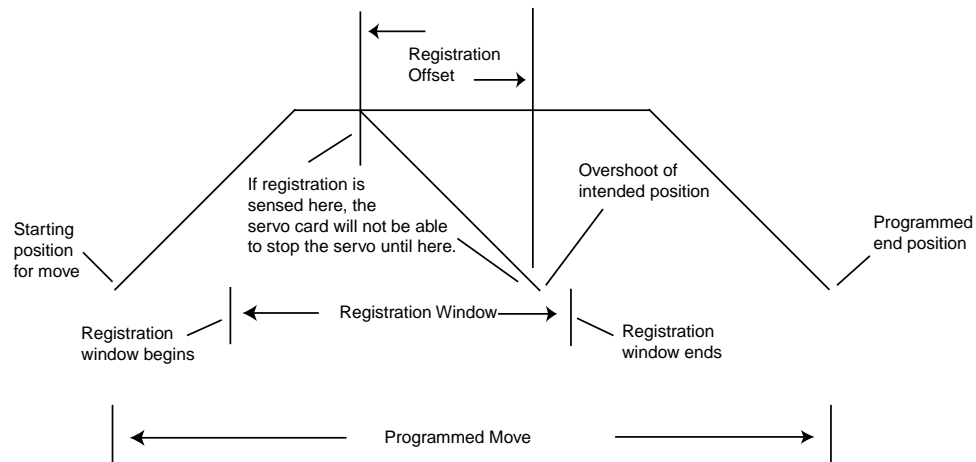 Registration
Offset
If registration is
sensed here, the
servo card will not be able
to stop the servo until here.
Overshoot of
intended position
Starting
position
for move
Programmed
end position
Registration
window begins
Registration Window
Registration
window ends
Programmed Move